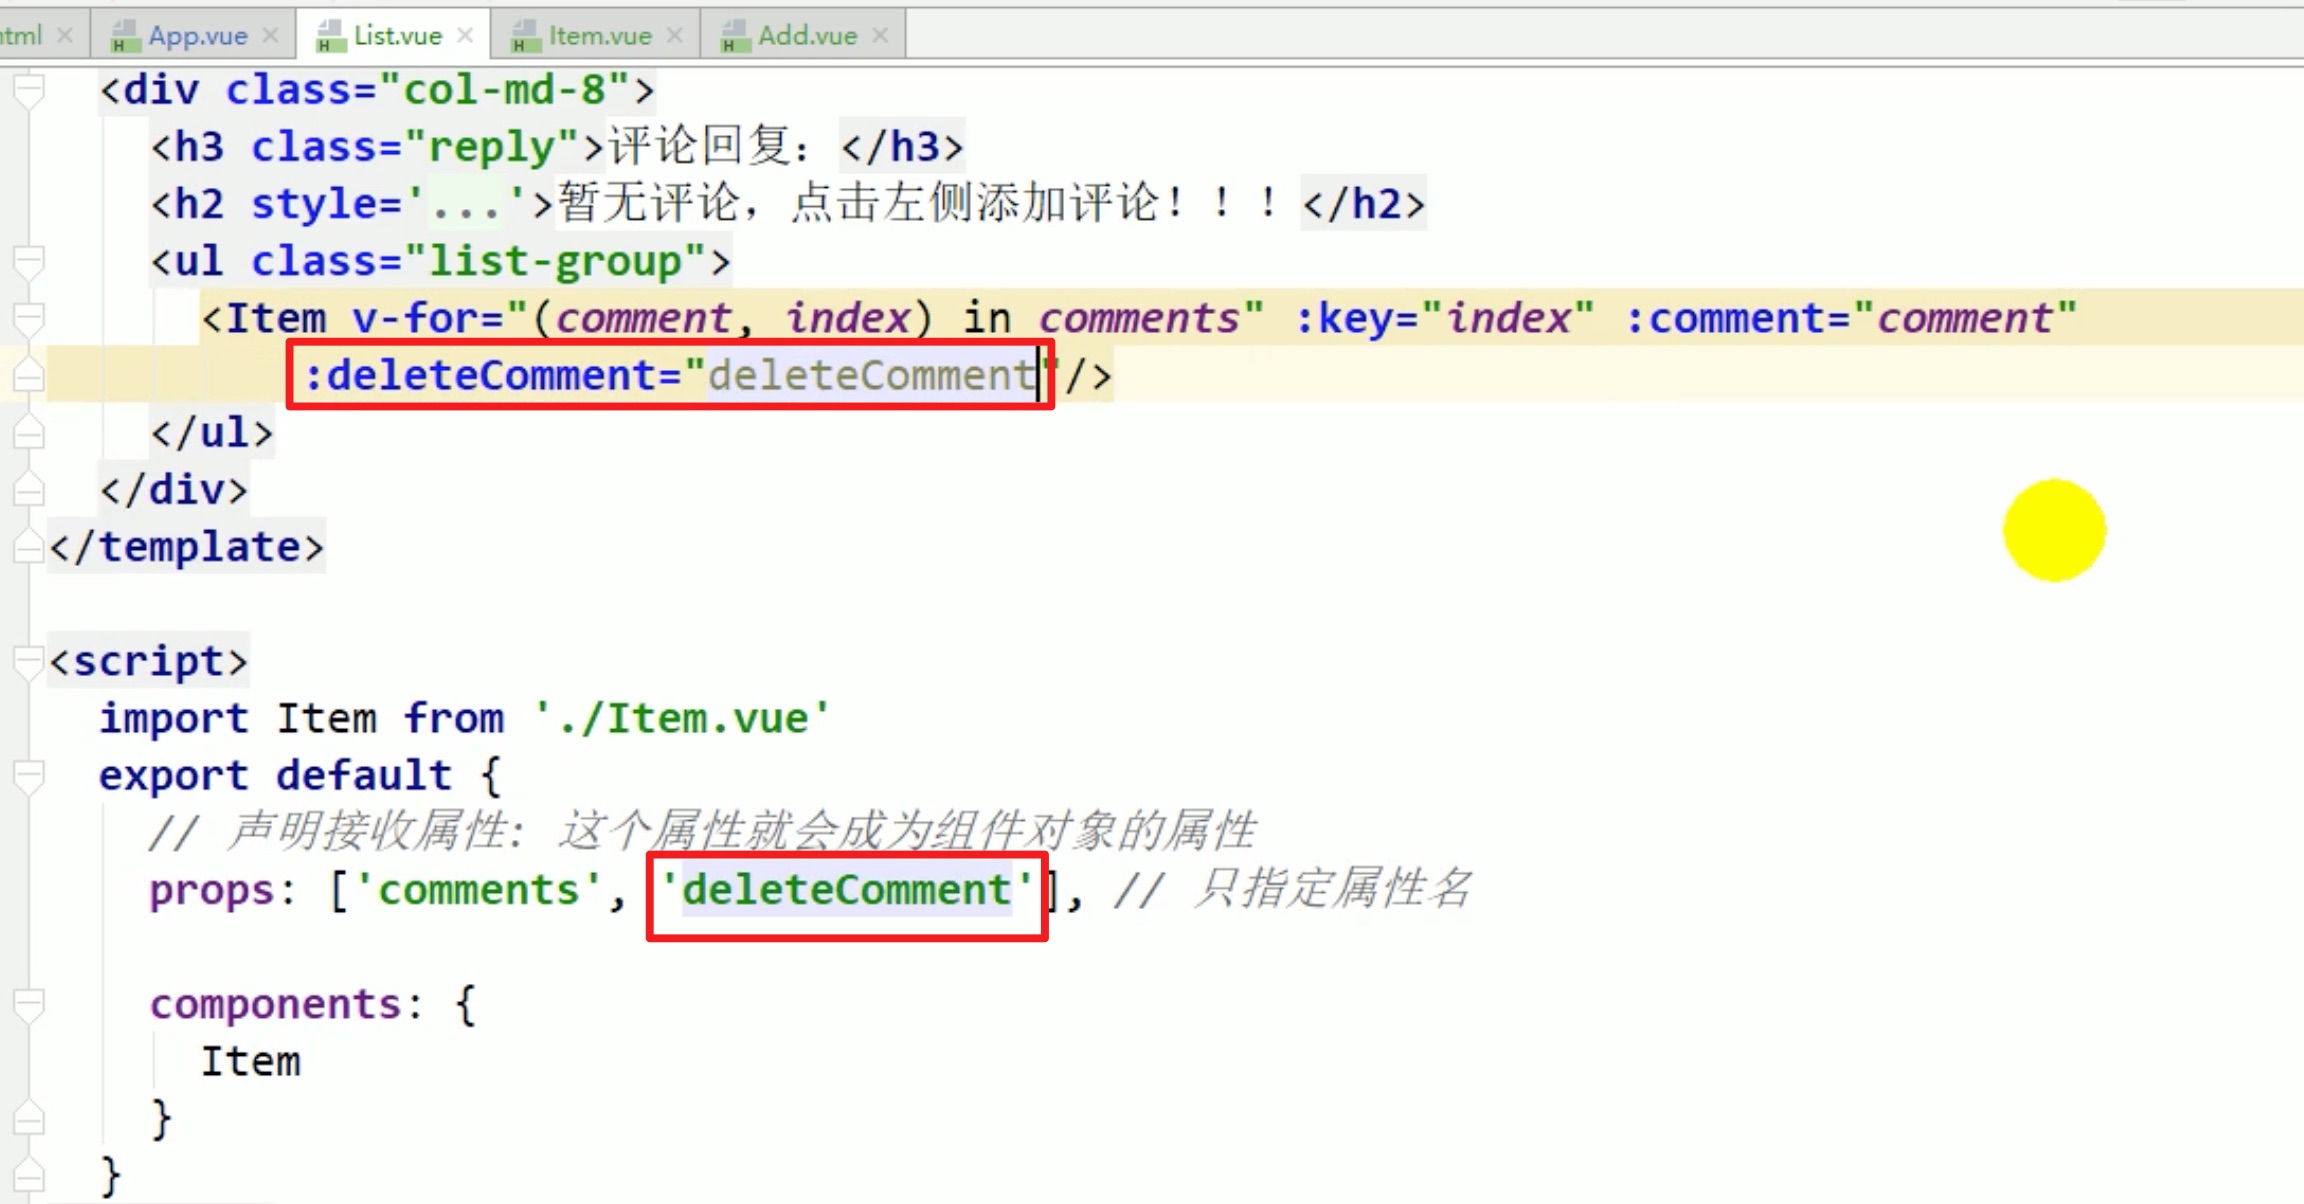 tml × App.vue × List.vue × Item.vue × Add.vue ×
<div class="col-md-8">
<h3 class="reply">评论回复：</h3>
<h2 style='...'>暂无评论，点击左侧添加评论！！！</h2>
<ul class="list-group">
<Item v-for="(comment, index) in comments" :key="index" :comment="comment"
:deleteComment="deleteComment"/>
</ul>
</div>
</template>
<script>
import Item from './Item.vue'
export default {
// 声明接收属性: 这个属性就会成为组件对象的属性
props: ['comments', 'deleteComment'], // 只指定属性名
components: {
Item
}
}